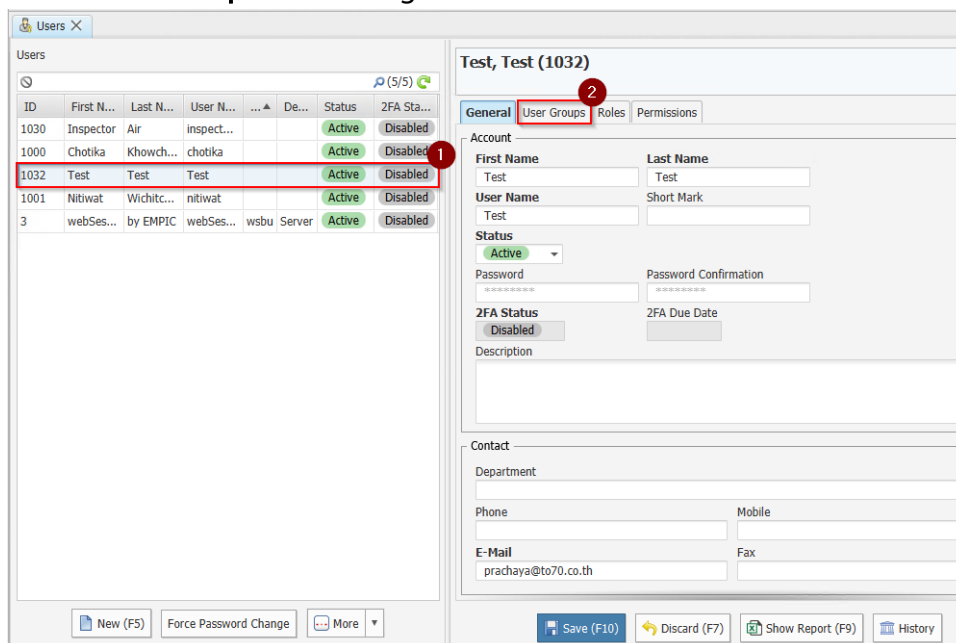 Users
Users
(5/5)
ID First N... Last N... User N... ...▲ De... Status 2FA Sta...
1030 Inspector Air inspect... Active Disabled
1000 Chotika Khowch... chotika Active Disabled
1
1032 Test Test Test Active Disabled
1001 Nitiwat Wichitc... nitiwat Active Disabled
3 webSes... by EMPIC webSes... wsbu Server Active Disabled
New (F5) Force Password Change More
Test, Test (1032)
2
General User Groups Roles Permissions
Account
First Name Last Name
Test Test
User Name Short Mark
Test
Status
Active
Password Password Confirmation
******** ********
2FA Status 2FA Due Date
Disabled
Description
Contact
Department
Phone Mobile
E-Mail Fax
prachaya@to70.co.th
Save (F10) Discard (F7) Show Report (F9) History